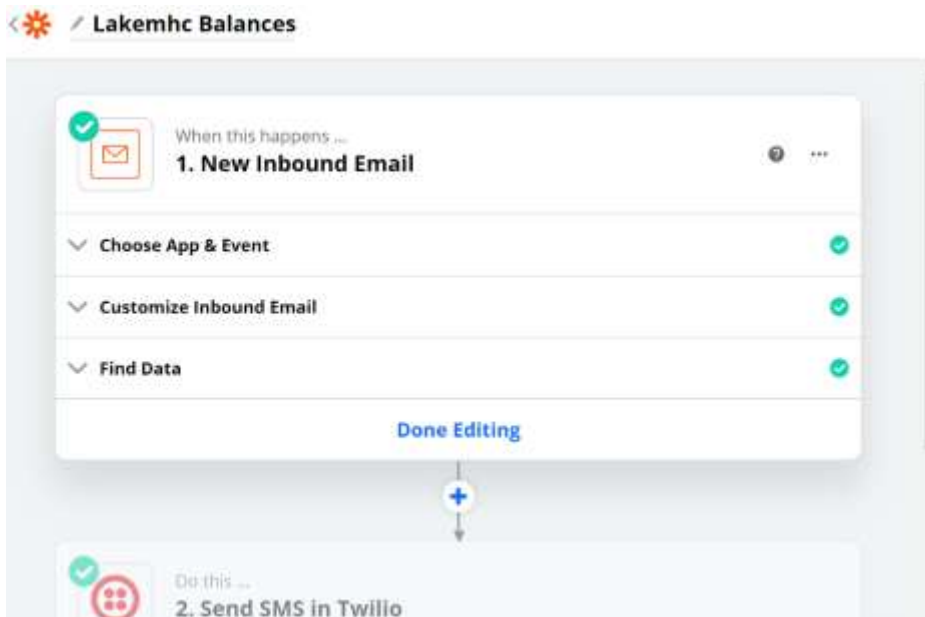 Lakemhc Balances
When this happens ...
1. New Inbound Email
Choose App & Event
Customize Inbound Email
Find Data
Done Editing
Do this ...
2. Send SMS in Twilio